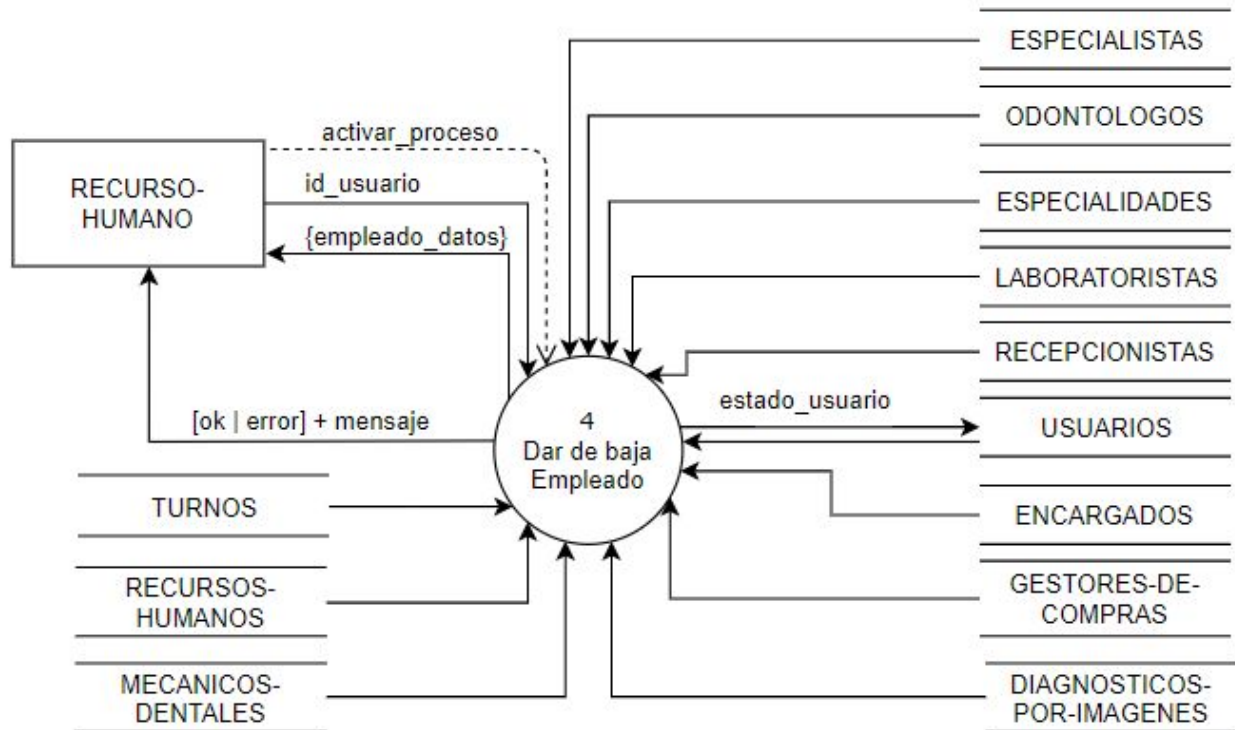 ESPECIALISTAS
ODONTOLOGOS
activar_proceso
RECURSO-
HUMANO
id_usuario
{empleado_datos}
ESPECIALIDADES
LABORATORISTAS
RECEPCIONISTAS
estado_usuario
[ok | error] + mensaje
4
Dar de baja
Empleado
USUARIOS
TURNOS
ENCARGADOS
RECURSOS-
HUMANOS
GESTORES-DE-
COMPRAS
MECANICOS-
DENTALES
DIAGNOSTICOS-
POR-IMAGENES